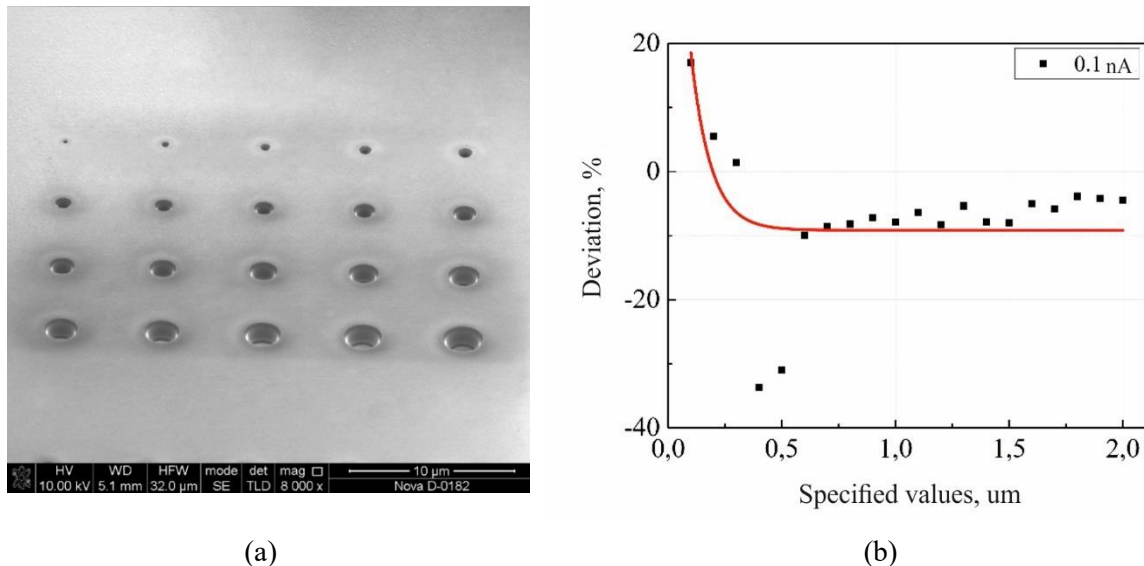 HV WD HFW mode det mag □ 10 µm
10.00 kV 5.1 mm 32.0 µm SE TLD 8 000 x Nova D-0182
(a)
20
0
-20
-40
Deviation, %
0.1 nA
0,0 0,5 1,0 1,5 2,0
Specified values, um
(b)